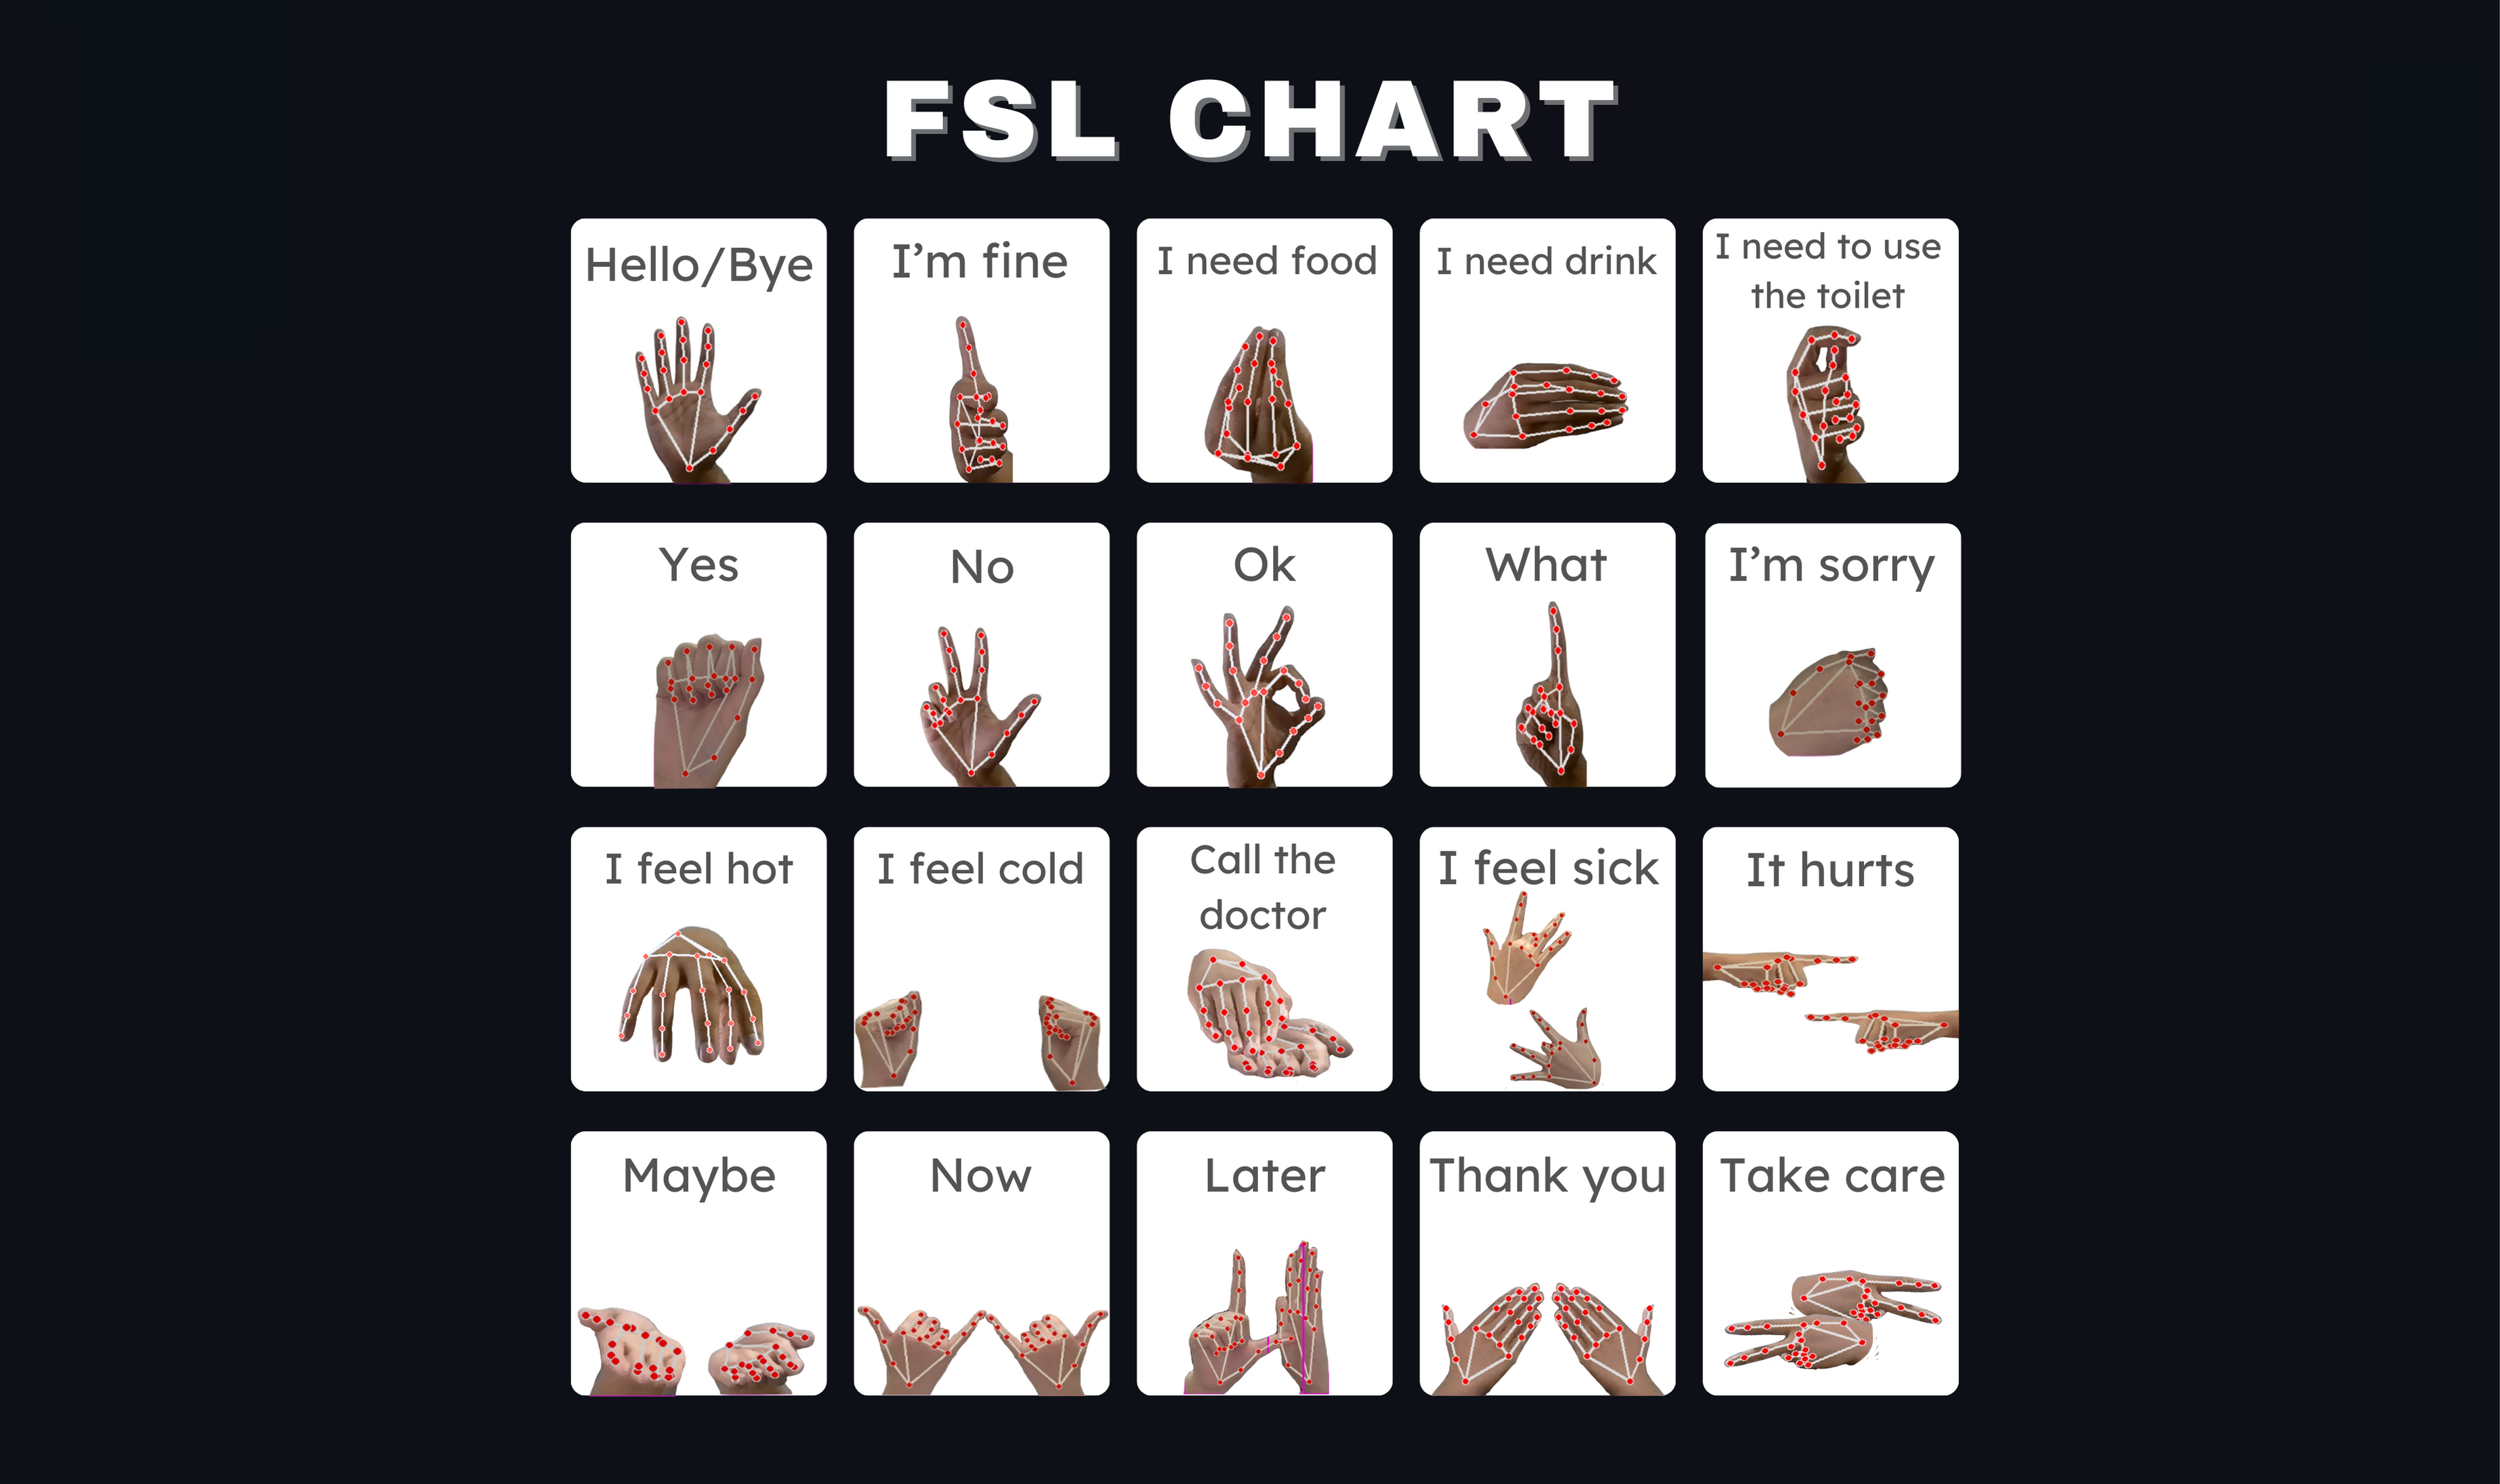 FSL CHART
Hello/Bye
I'm fine
I need food
I need drink
I need to use
the toilet
Yes
No
Ok
What
I'm sorry
I feel hot
I feel cold
Call the
doctor
I feel sick
It hurts
Maybe
Now
Later
Thank you
Take care